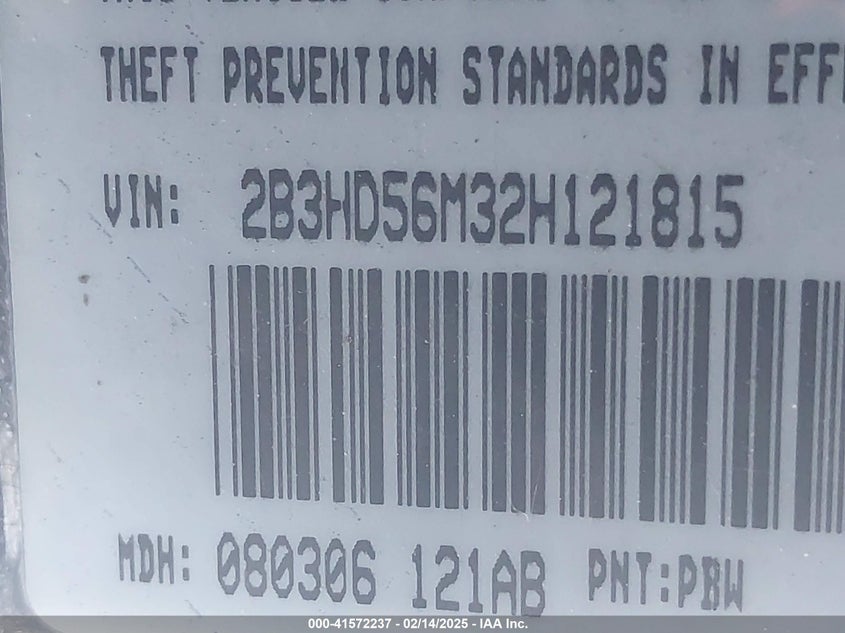 THEFT PREVENTION STANDARDS IN EFF
VIN: 2B3HD56M32H121815
MDH: 080306 121AB PNT:PBW
000-41572237 - 02/14/2025 - IAA Inc.